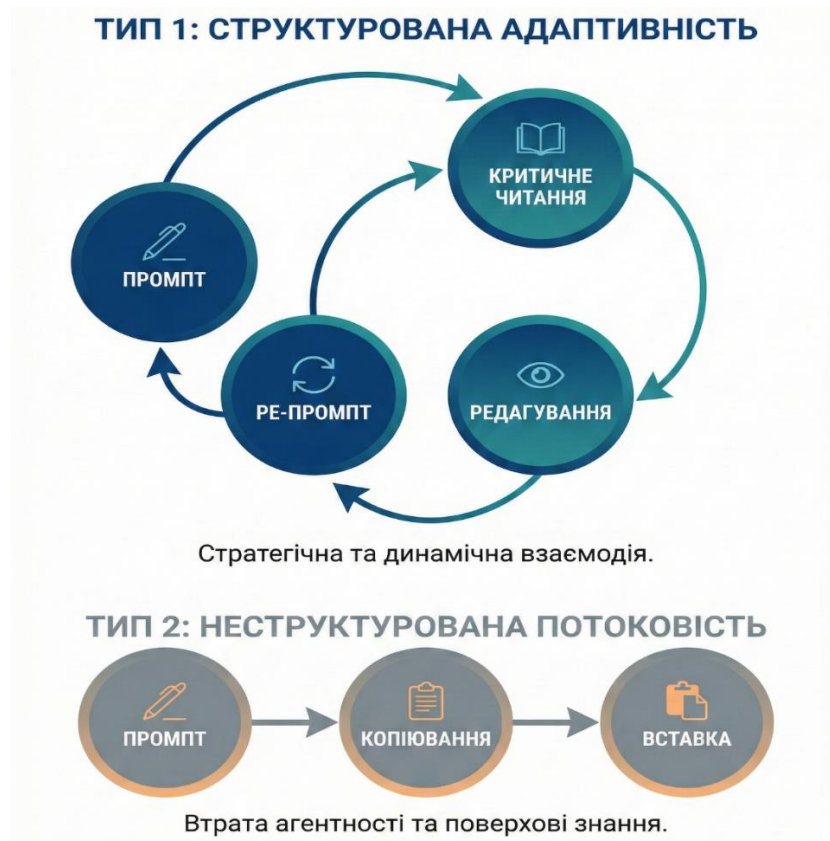 ТИП 1: СТРУКТУРОВАНА АДАПТИВНІСТЬ
КРИТИЧНЕ
ЧИТАННЯ
ПРОМПТ
РЕ-ПРОМПТ
РЕДАГУВАННЯ
Стратегічна та динамічна взаємодія.
ТИП 2: НЕСТРУКТУРОВАНА ПОТОКОВІСТЬ
ПРОМПТ
КОПІЮВАННЯ
ВСТАВКА
Втрата агентності та поверхові знання.